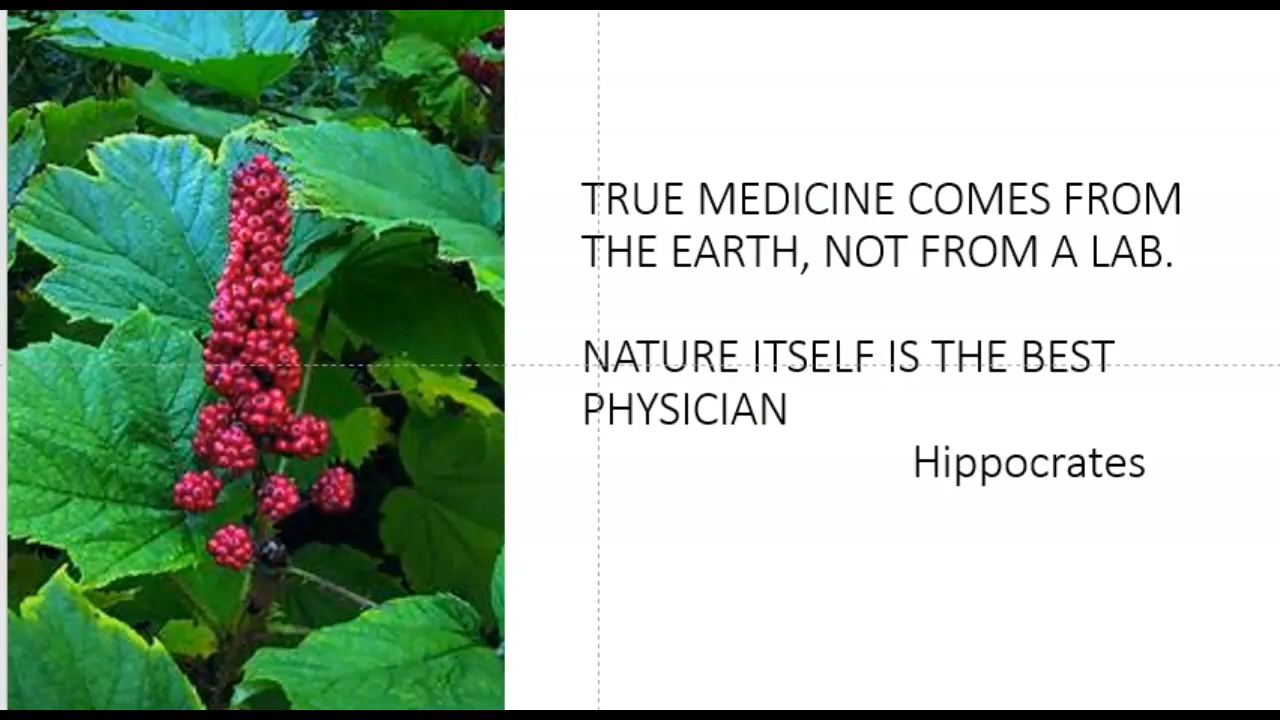 TRUE MEDICINE COMES FROM
THE EARTH, NOT FROM A LAB.
NATURE ITSELF IS THE BEST
PHYSICIAN
Hippocrates